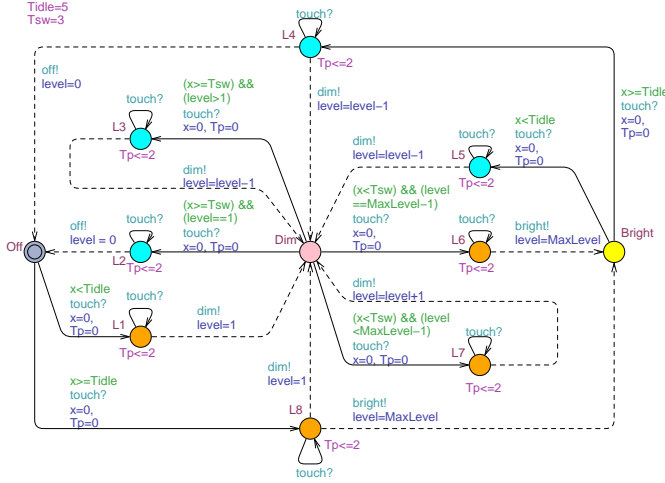 Tidle=5
Tsw=3
touch?
L4
Tp<=2
off!
level=0
dim!
level=level−1
x>=Tidle
touch?
x=0,
Tp=0
(x>=Tsw) &&
(level>1)
touch?
x=0, Tp=0
touch?
L3
Tp<=2
dim!
level=level−1
x<Tidle
touch?
x=0,
Tp=0
touch?
L5
Tp<=2
dim!
level=level−1
(x>=Tsw) &&
(level==1)
touch?
x=0, Tp=0
off!
level = 0
touch?
L2
Tp<=2
Off
Dim
(x<Tsw) && (level
==MaxLevel−1)
touch?
x=0,
Tp=0
touch?
L6
Tp<=2
bright!
level=MaxLevel
Bright
x<Tidle
touch?
x=0,
Tp=0
touch?
L1
Tp<=2
dim!
level=1
dim!
level=level+1
(x<Tsw) && (level
<MaxLevel−1)
touch?
x=0, Tp=0
touch?
L7
Tp<=2
x>=Tidle
touch?
x=0,
Tp=0
dim!
level=1
L8
bright!
level=MaxLevel
Tp<=2
touch?